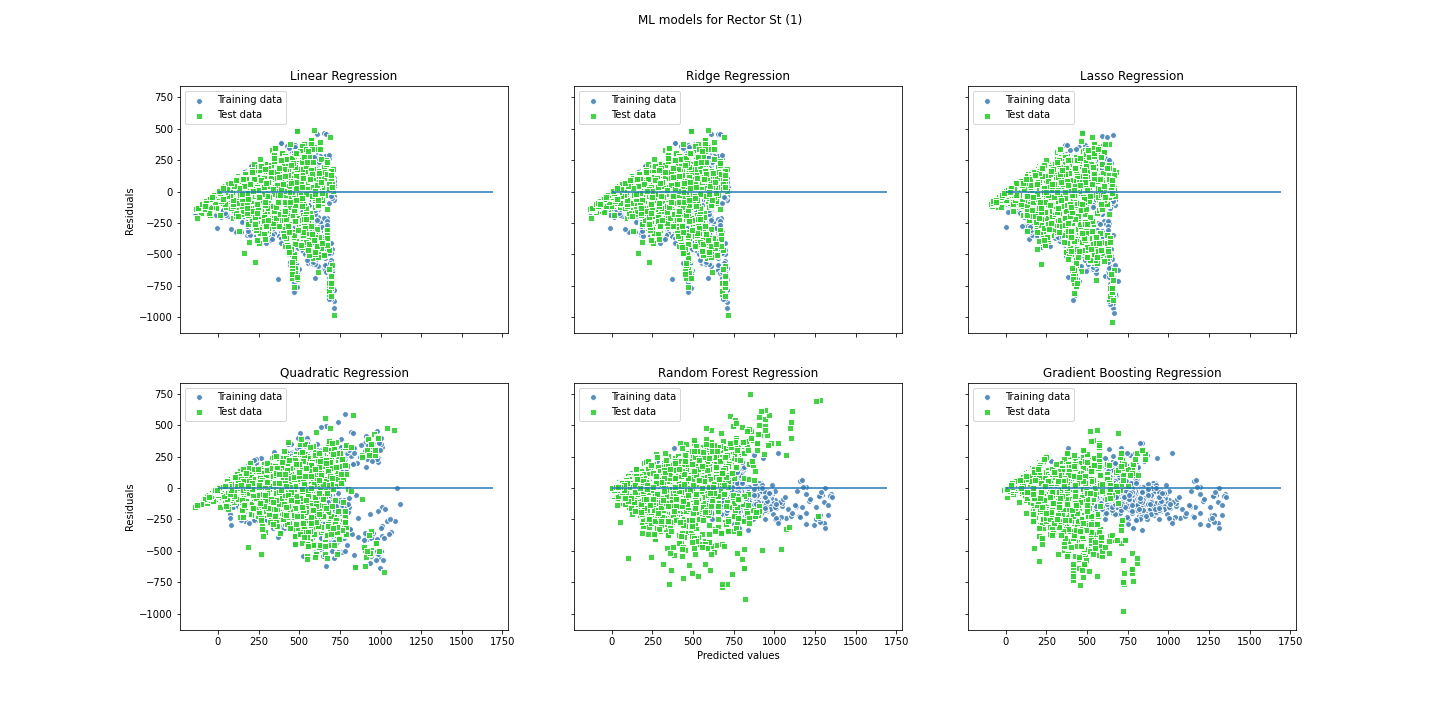 ML models for Rector St (1)
Linear Regression
Ridge Regression
Lasso Regression
Training data
Test data
Training data
Test data
Training data
Test data
750
500
250
0
−250
−500
−750
−1000
Residuals
Quadratic Regression
Random Forest Regression
Gradient Boosting Regression
Training data
Test data
Training data
Test data
Training data
Test data
750
500
250
0
−250
−500
−750
−1000
Residuals
0 250 500 750 1000 1250 1500 1750
0 250 500 750 1000 1250 1500 1750
0 250 500 750 1000 1250 1500 1750
Predicted values